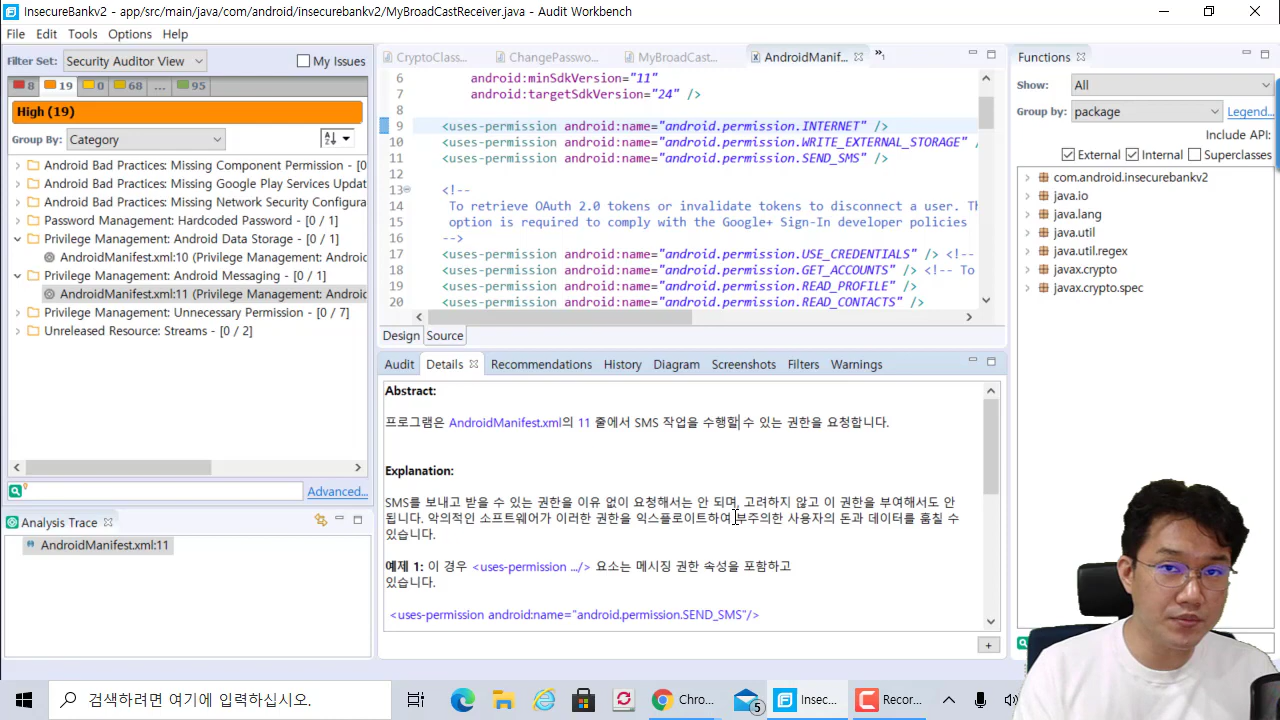 InsecureBankv2 - app/src/main/java/com/android/insecurebankv2/MyBroadCastReceiver.java - Audit Workbench
File Edit Tools Options Help
Filter Set: Security Auditor View My Issues
8 19 0 68 ... 95
High (19)
Group By: Category
Android Bad Practices: Missing Component Permission - [0
Android Bad Practices: Missing Google Play Services Updat
Android Bad Practices: Missing Network Security Configura
Password Management: Hardcoded Password - [0 / 1]
Privilege Management: Android Data Storage - [0 / 1]
AndroidManifest.xml:10 (Privilege Management: Androic
Privilege Management: Android Messaging - [0 / 1]
AndroidManifest.xml:11 (Privilege Management: Androic
Privilege Management: Unnecessary Permission - [0 / 7]
Unreleased Resource: Streams - [0 / 2]
Advanced...
Analysis Trace
AndroidManifest.xml:11
CryptoClass... ChangePasswo... MyBroadCast... AndroidManif... »1
6 android:minSdkVersion="11"
7 android:targetSdkVersion="24" />
8
9 <uses-permission android:name="android.permission.INTERNET" />
10 <uses-permission android:name="android.permission.WRITE_EXTERNAL_STORAGE" /
11 <uses-permission android:name="android.permission.SEND_SMS" />
12
13 <!--
14 To retrieve OAuth 2.0 tokens or invalidate tokens to disconnect a user. Th
15 option is required to comply with the Google+ Sign-In developer policies
16 -->
17 <uses-permission android:name="android.permission.USE_CREDENTIALS" /> <!--
18 <uses-permission android:name="android.permission.GET_ACCOUNTS" /> <!-- To
19 <uses-permission android:name="android.permission.READ_PROFILE" />
20 <uses-permission android:name="android.permission.READ_CONTACTS" />
Design Source
Audit Details Recommendations History Diagram Screenshots Filters Warnings
Abstract:
프로그램은 AndroidManifest.xml의 11 줄에서 SMS 작업을 수행할 수 있는 권한을 요청합니다.
Explanation:
SMS를 보내고 받을 수 있는 권한을 이유 없이 요청해서는 안 되며, 고려하지 않고 이 권한을 부여해서도 안
됩니다. 악의적인 소프트웨어가 이러한 권한을 익스플로이트하여 부주의한 사용자의 돈과 데이터를 훔칠 수
있습니다.
예제 1: 이 경우 <uses-permission .../> 요소는 메시징 권한 속성을 포함하고
있습니다.
<uses-permission android:name="android.permission.SEND_SMS"/>
Functions
Show: All
Group by: package Legend...
Include API:
External Internal Superclasses
com.android.insecurebankv2
java.io
java.lang
java.util
java.util.regex
javax.crypto
javax.crypto.spec
검색하려면 여기에 입력하십시오.
5
Chro...
Insec...
Recor...